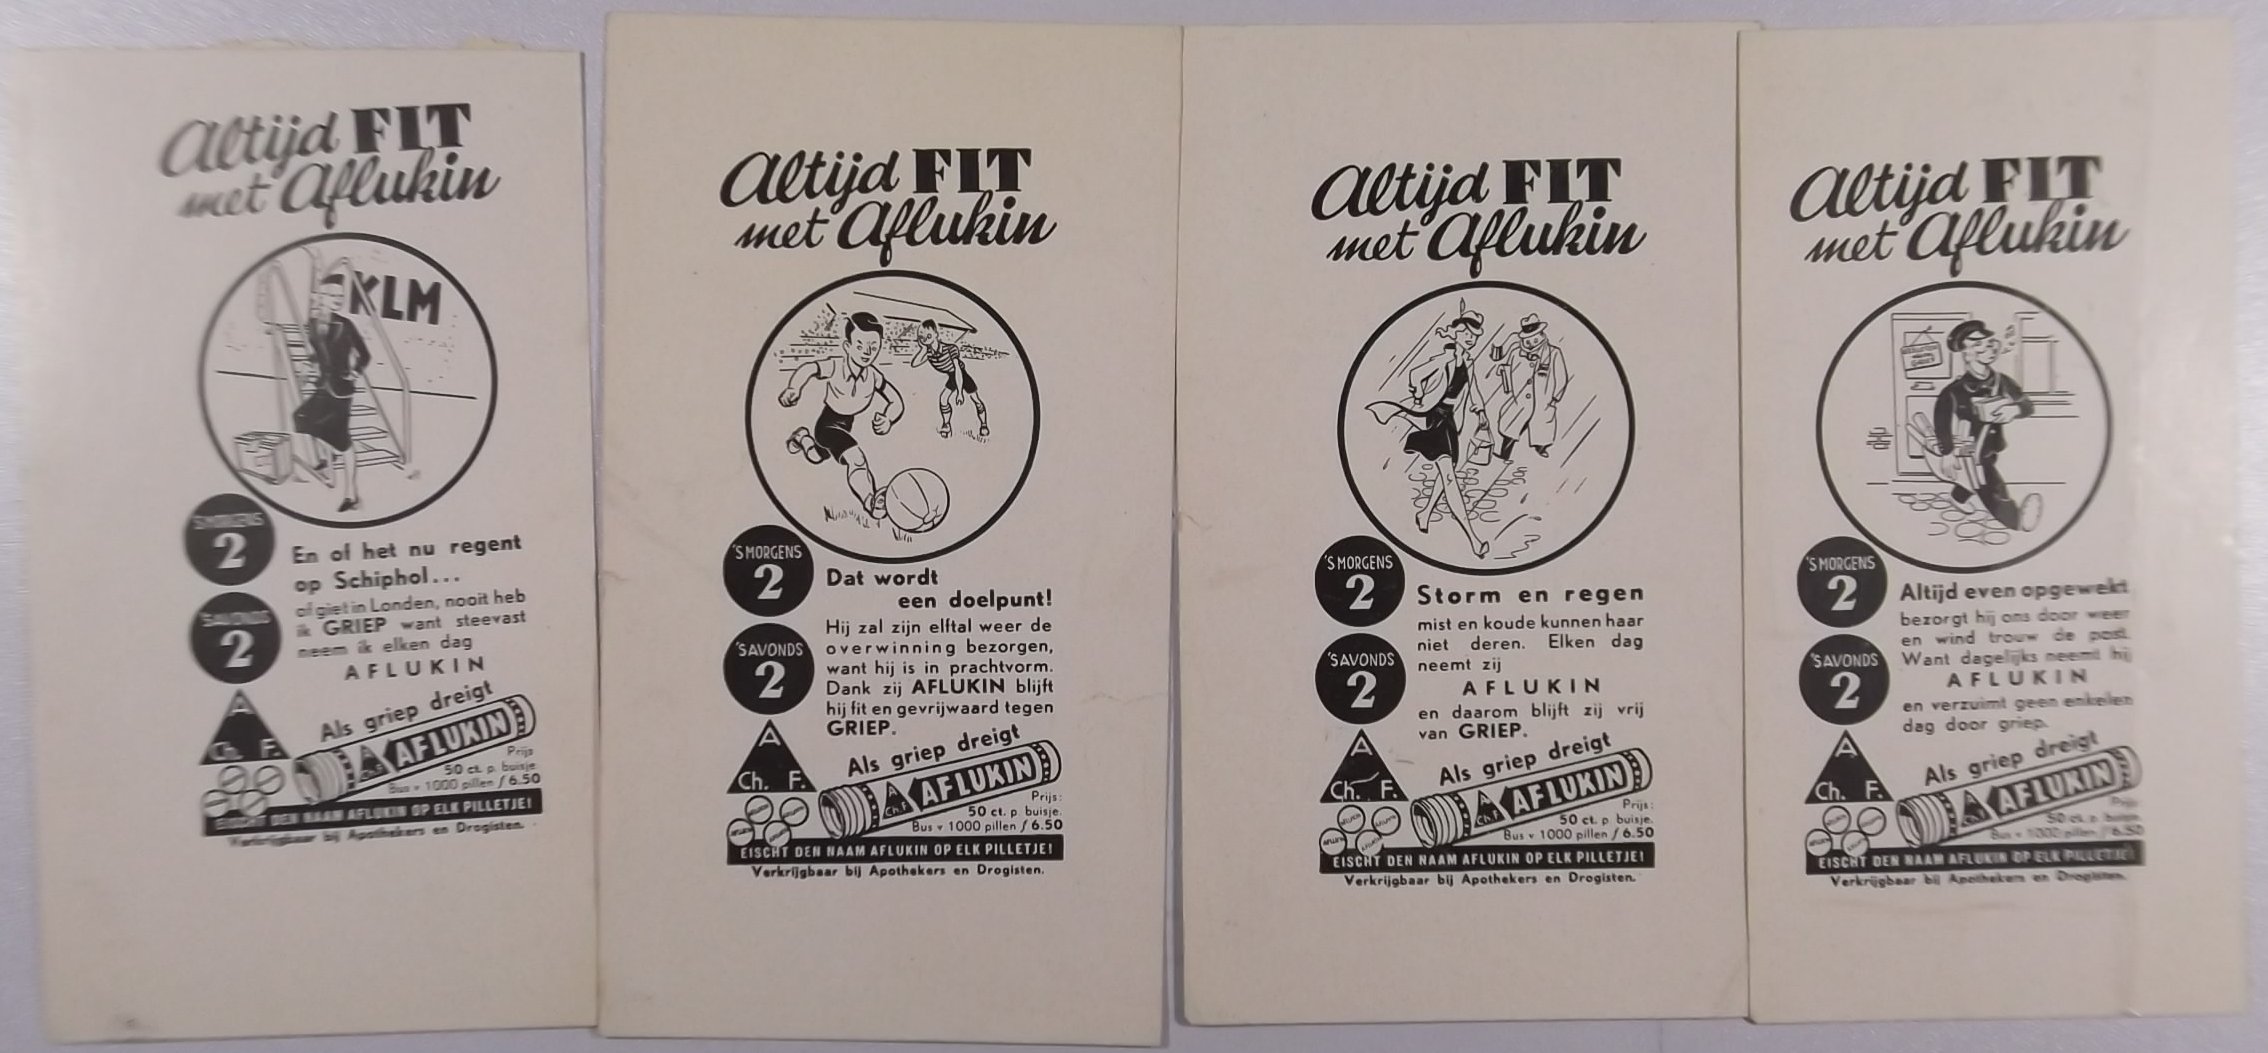 Altijd FIT
met Aflukin
KLM
'S MORGENS
2
'S AVONDS
2
En of het nu regent
op Schiphol...
of giet in Londen, nooit heb
ik GRIEP want steevast
neem ik elken dag
AFLUKIN
A
Ch. F.
Als griep dreigt
A
Ch. F.
AFLUKIN
Prijs
50 ct. p. buisje
Bus v 1000 pillen f 6.50
EISCHT DEN NAAM AFLUKIN OP ELK PILLETJE!
Verkrijgbaar bij Apothekers en Drogisten.
Altijd FIT
met Aflukin
'S MORGENS
2
'S AVONDS
2
Dat wordt
een doelpunt!
Hij zal zijn elftal weer de
overwinning bezorgen,
want hij is in prachtvorm.
Dank zij AFLUKIN blijft
hij fit en gevrijwaard tegen
GRIEP.
A
Ch. F.
Als griep dreigt
A
Ch. F
AFLUKIN
Prijs:
50 ct. p. buisje.
Bus v 1000 pillen f 6.50
EISCHT DEN NAAM AFLUKIN OP ELK PILLETJE!
Verkrijgbaar bij Apothekers en Drogisten.
Altijd FIT
met Aflukin
'S MORGENS
2
'S AVONDS
2
Storm en regen
mist en koude kunnen haar
niet deren. Elken dag
neemt zij
AFLUKIN
en daarom blijft zij vrij
van GRIEP.
A
Ch. F.
Als griep dreigt
A
Ch. F
AFLUKIN
Prijs:
50 ct. p. buisje.
Bus v 1000 pillen f 6.50
EISCHT DEN NAAM AFLUKIN OP ELK PILLETJE!
Verkrijgbaar bij Apothekers en Drogisten.
Altijd FIT
met Aflukin
'S MORGENS
2
'S AVONDS
2
Altijd even opgewekt
bezorgt hij ons door weer
en wind trouw de post.
Want dagelijks neemt hij
AFLUKIN
en verzuimt geen enkelen
dag door griep.
A
Ch. F.
Als griep dreigt
A
Ch. F
AFLUKIN
Prijs
50 ct. p. buisje.
Bus v 1000 pillen f 6.50
EISCHT DEN NAAM AFLUKIN OP ELK PILLETJE!
Verkrijgbaar bij Apothekers en Drogisten.